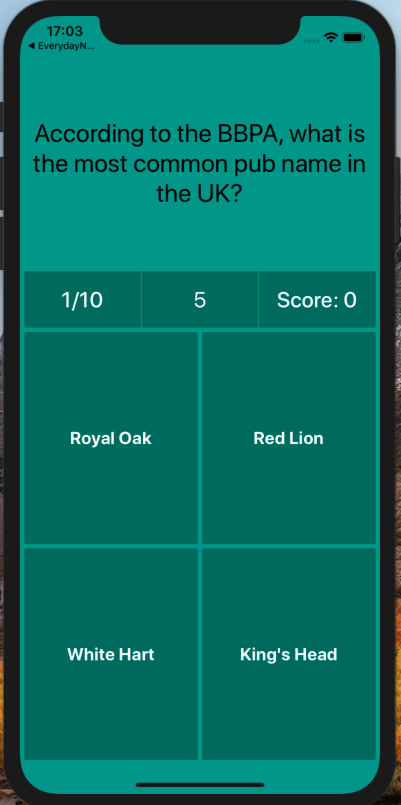 17:03
◀ EverydayN...
According to the BBPA, what is
the most common pub name in
the UK?
1/10
5
Score: 0
Royal Oak
Red Lion
White Hart
King's Head